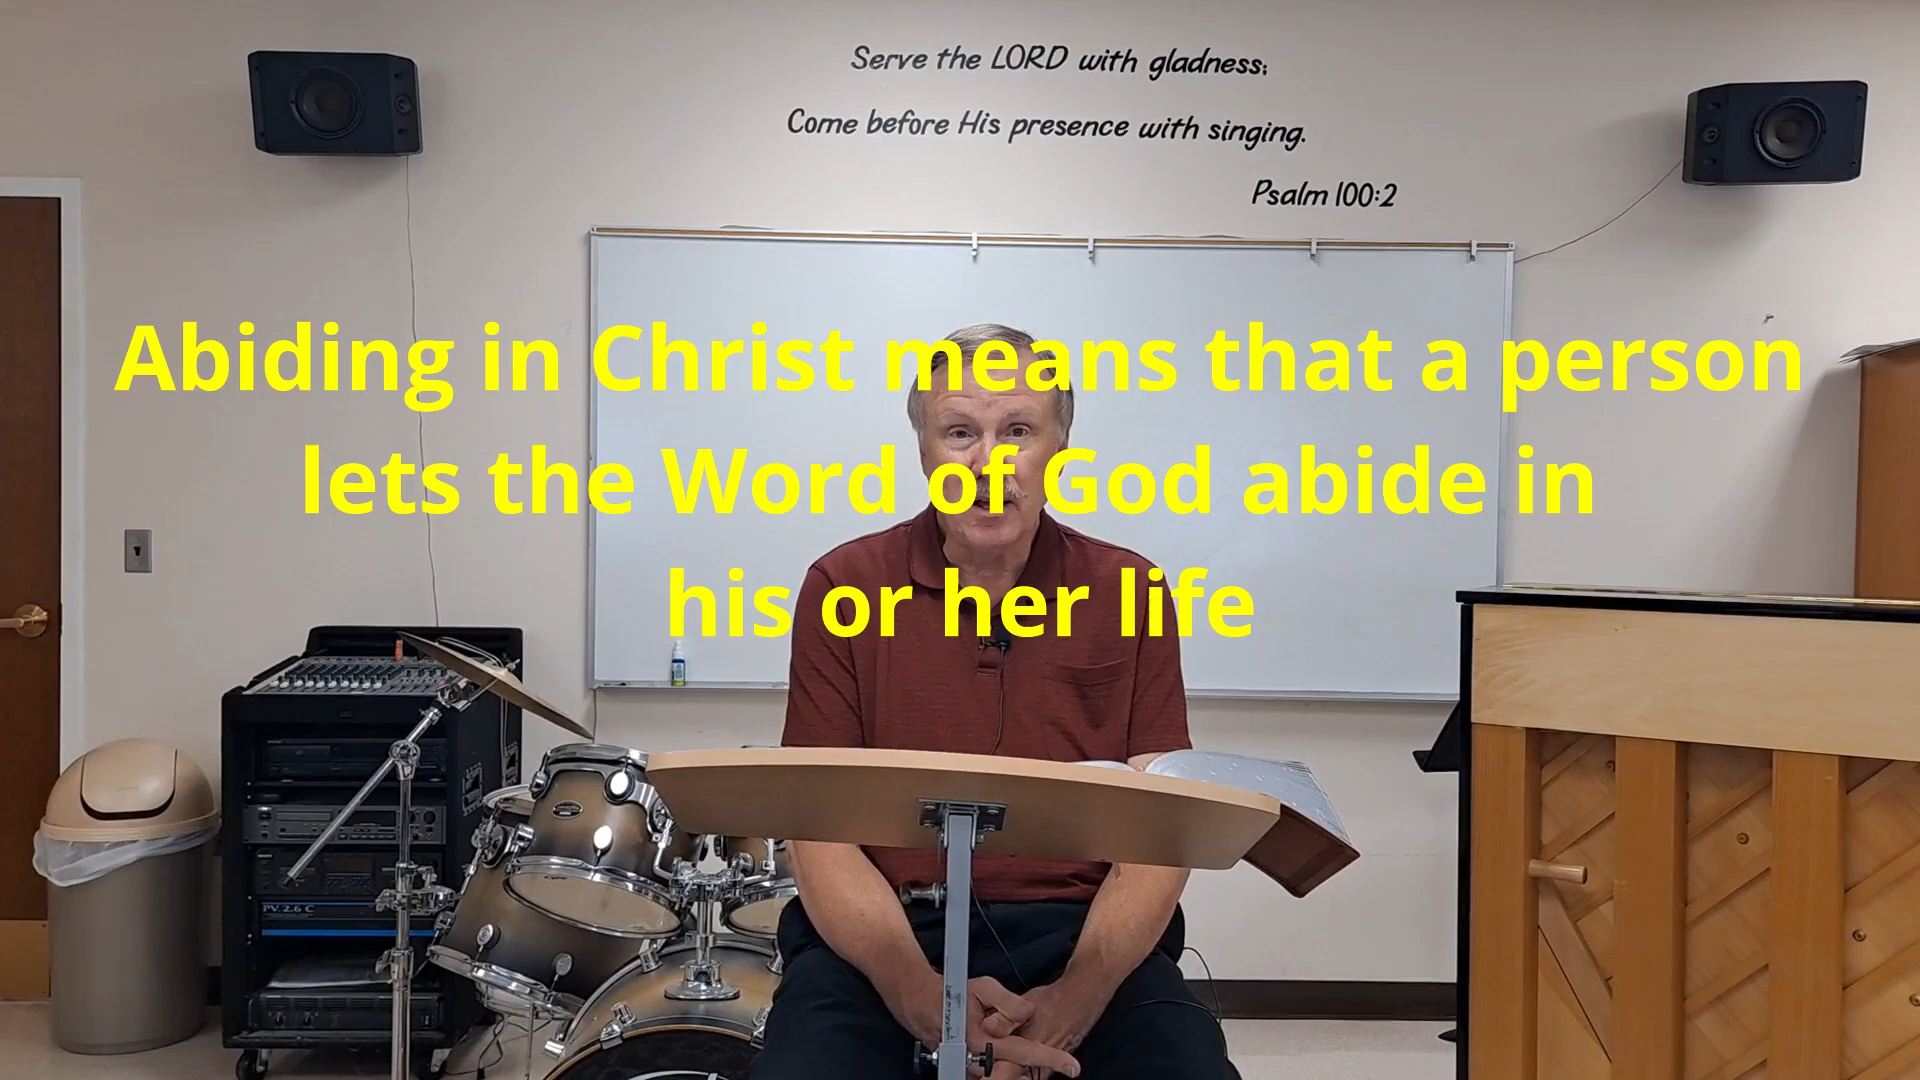 Serve the LORD with gladness;
Come before His presence with singing.
Psalm 100:2
Abiding in Christ means that a person
lets the Word of God abide in
his or her life
PV 2.6 C